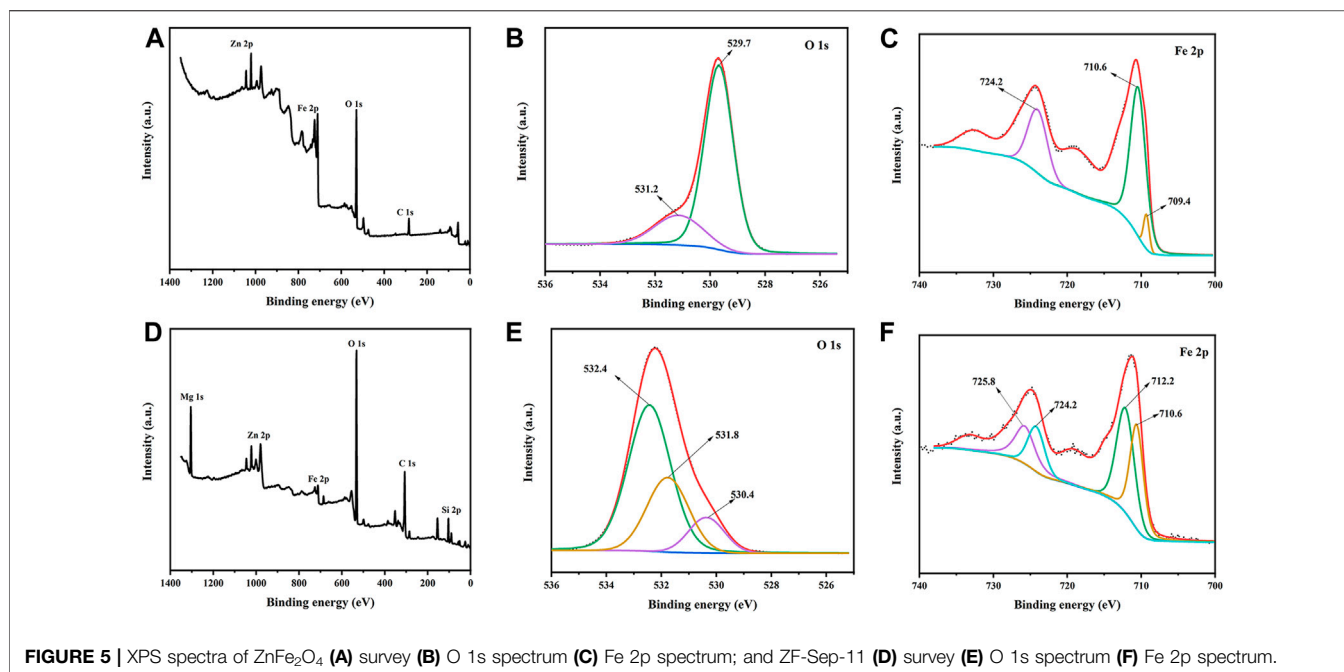 A
Zn 2p
Fe 2p
O 1s
C 1s
Intensity (a.u.)
1400 1200 1000 800 600 400 200 0
Binding energy (eV)
B
O 1s
529.7
531.2
Intensity (a.u.)
536 534 532 530 528 526
Binding energy (eV)
C
Fe 2p
710.6
724.2
709.4
Intensity (a.u.)
740 730 720 710 700
Binding energy (eV)
D
O 1s
Mg 1s
Zn 2p
Fe 2p
C 1s
Si 2p
Intensity (a.u.)
1400 1200 1000 800 600 400 200 0
Binding energy (eV)
E
O 1s
532.4
531.8
530.4
Intensity (a.u.)
536 534 532 530 528 526
Binding energy (eV)
F
Fe 2p
725.8
724.2
712.2
710.6
Intensity (a.u.)
740 730 720 710 700
Binding energy (eV)
FIGURE 5 | XPS spectra of ZnFe₂O₄ (A) survey (B) O 1s spectrum (C) Fe 2p spectrum; and ZF-Sep-11 (D) survey (E) O 1s spectrum (F) Fe 2p spectrum.